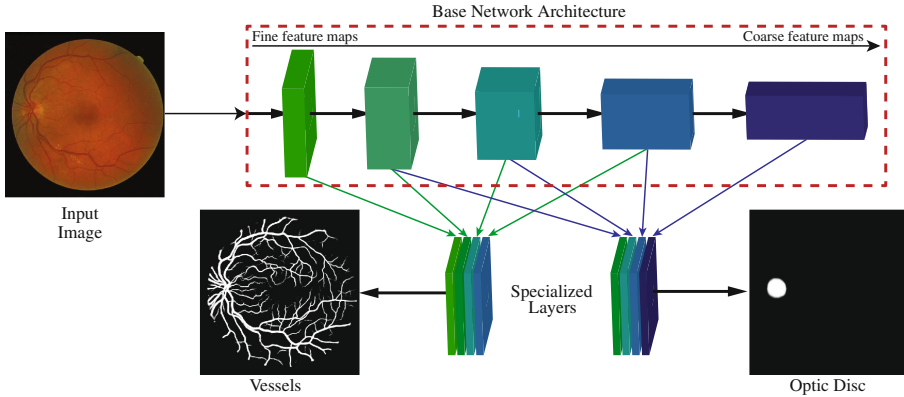 Base Network Architecture
Fine feature maps
Coarse feature maps
Input
Image
Specialized
Layers
Vessels
Optic Disc